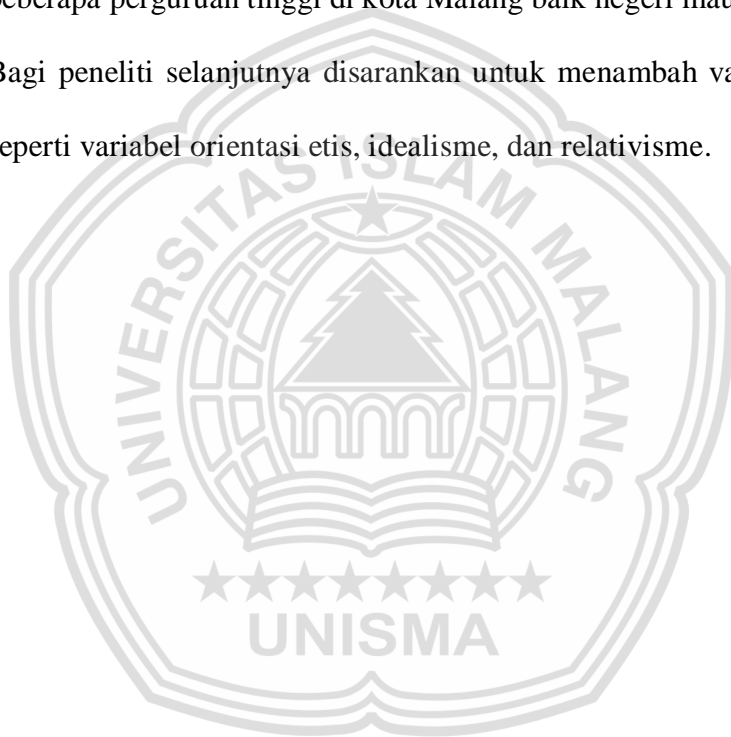 beberapa perguruan tinggi di kota Malang baik negeri mau
Bagi peneliti selanjutnya disarankan untuk menambah va
seperti variabel orientasi etis, idealisme, dan relativisme.
UNIVERSITAS ISLAM MALANG
UNISMA